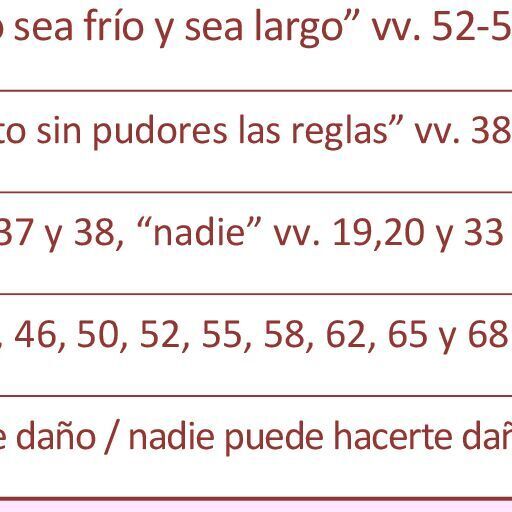 sea frío y sea largo” vv. 52-5
to sin pudores las reglas” vv. 38
37 y 38, “nadie” vv. 19,20 y 33
, 46, 50, 52, 55, 58, 62, 65 y 68
e daño / nadie puede hacerte dañ